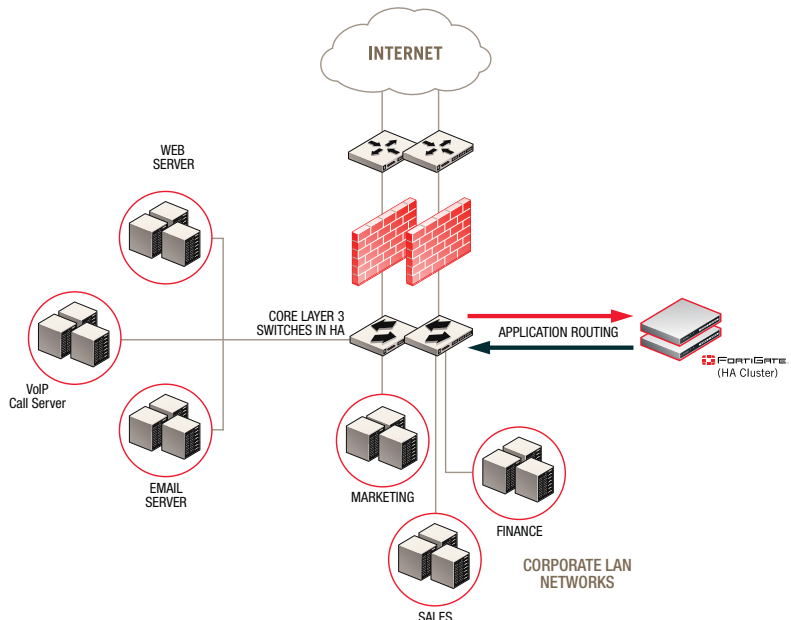 INTERNET
WEB
SERVER
CORE LAYER 3
SWITCHES IN HA
APPLICATION ROUTING
FORTIGATE
(HA Cluster)
VoIP
Call Server
EMAIL
SERVER
MARKETING
FINANCE
CORPORATE LAN
NETWORKS
SALES